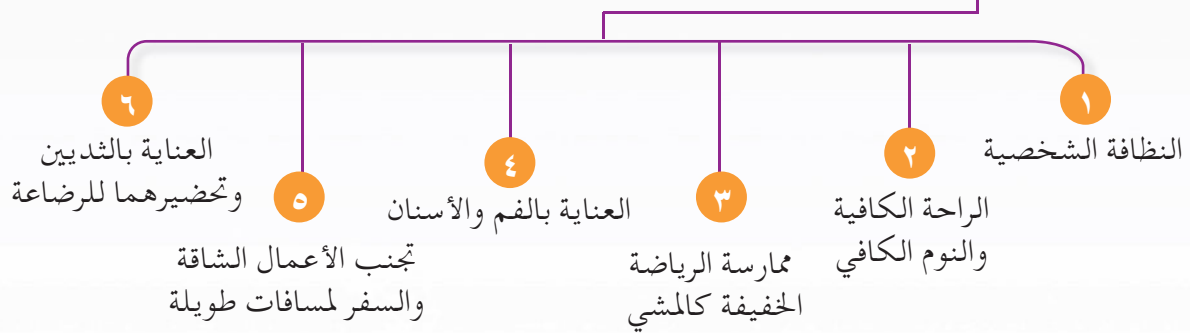 ١
النظافة الشخصية
٢
الراحة الكافية
والنوم الكافي
٣
ممارسة الرياضة
الخفيفة كالمشي
٤
العناية بالفم والأسنان
٥
تجنب الأعمال الشاقة
والسفر لمسافات طويلة
٦
العناية بالثديين
وتحضيرهما للرضاعة